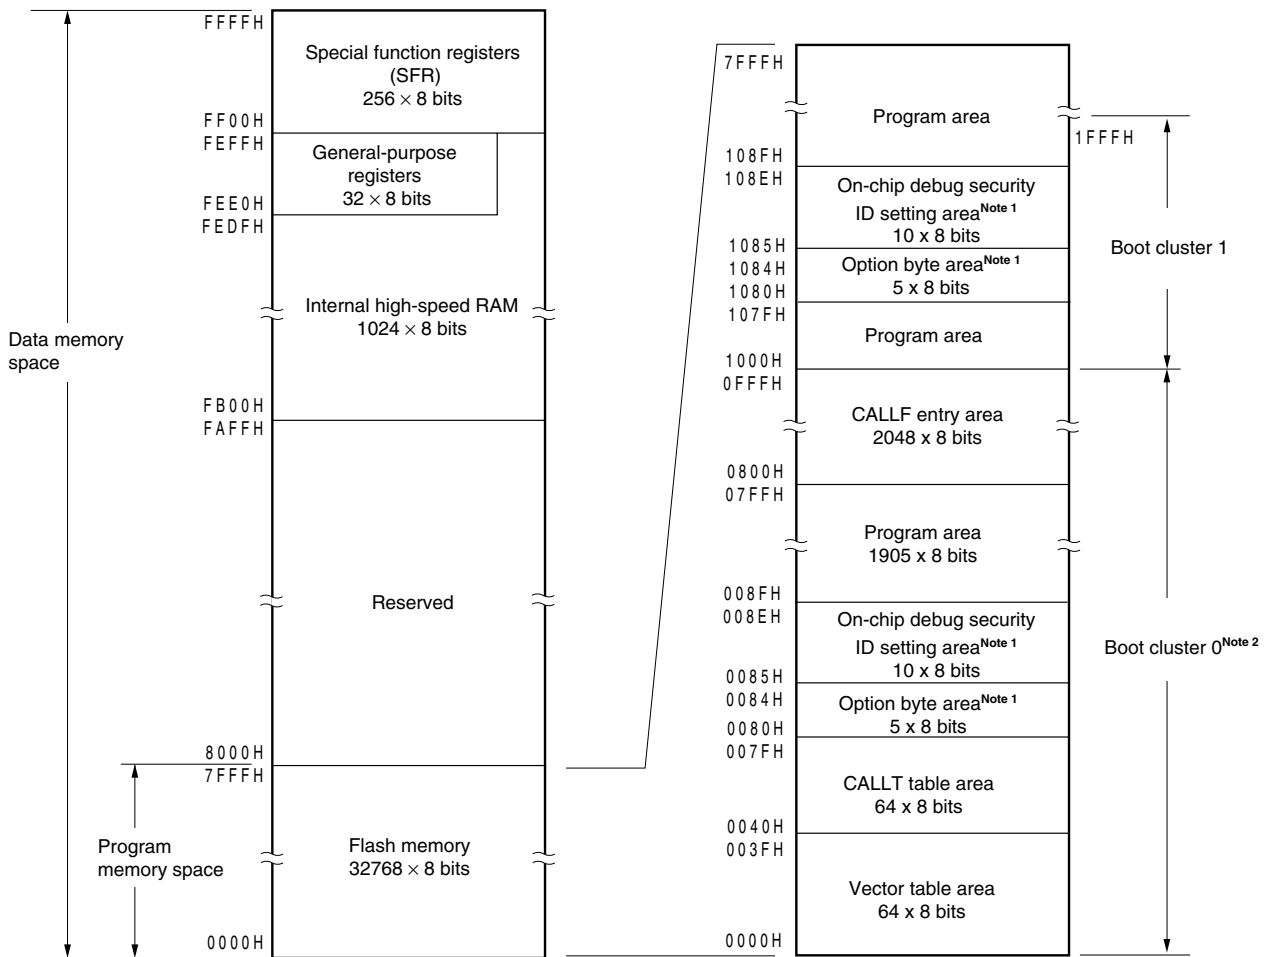 FFFFH
Special function registers
(SFR)
256 × 8 bits
FF00H
FEFFH
General-purpose
registers
32 × 8 bits
FEE0H
FEDFH
Internal high-speed RAM
1024 × 8 bits
Data memory
space
FB00H
FAFFH
Reserved
8000H
7FFFH
Program
memory space
Flash memory
32768 × 8 bits
0000H
7FFFH
Program area
1FFFH
108FH
108EH
On-chip debug security
ID setting areaNote 1
10 x 8 bits
Boot cluster 1
1085H
1084H
Option byte areaNote 1
5 x 8 bits
1080H
107FH
Program area
1000H
0FFFH
CALLF entry area
2048 x 8 bits
0800H
07FFH
Program area
1905 x 8 bits
008FH
008EH
On-chip debug security
ID setting areaNote 1
10 x 8 bits
Boot cluster 0Note 2
0085H
0084H
Option byte areaNote 1
5 x 8 bits
0080H
007FH
CALLT table area
64 x 8 bits
0040H
003FH
Vector table area
64 x 8 bits
0000H